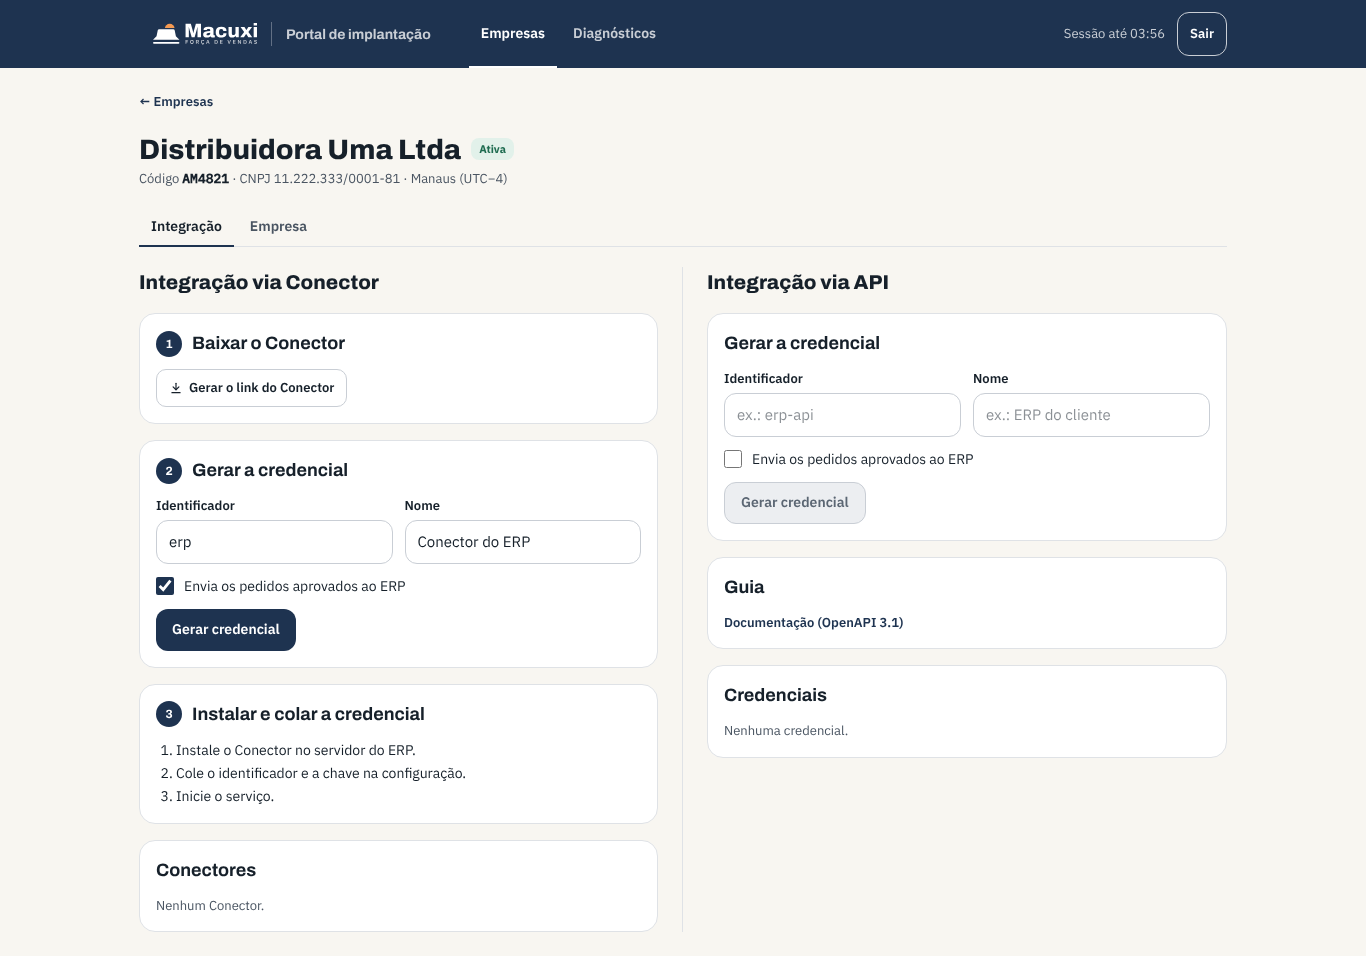 Macuxi
FORÇA DE VENDAS
Portal de implantação
Empresas
Diagnósticos
Sessão até 03:56
Sair
← Empresas
Distribuidora Uma Ltda
Ativa
Código AM4821 · CNPJ 11.222.333/0001-81 · Manaus (UTC−4)
Integração
Empresa
Integração via Conector
1
Baixar o Conector
Gerar o link do Conector
2
Gerar a credencial
Identificador
Nome
erp
Conector do ERP
Envia os pedidos aprovados ao ERP
Gerar credencial
3
Instalar e colar a credencial
1. Instale o Conector no servidor do ERP.
2. Cole o identificador e a chave na configuração.
3. Inicie o serviço.
Conectores
Nenhum Conector.
Integração via API
Gerar a credencial
Identificador
Nome
ex.: erp-api
ex.: ERP do cliente
Envia os pedidos aprovados ao ERP
Gerar credencial
Guia
Documentação (OpenAPI 3.1)
Credenciais
Nenhuma credencial.